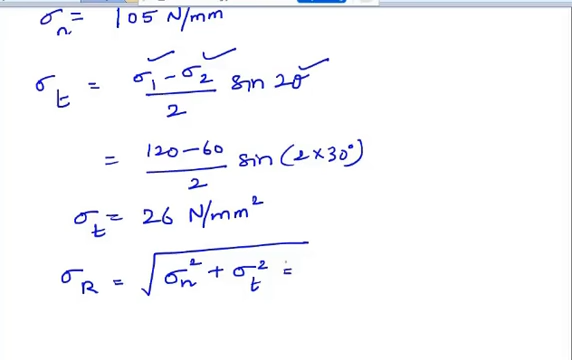 σn = 105 N/mm
σt = (σ1 - σ2)/2 sin 2θ
= (120 - 60)/2 sin (2 × 30°)
σt = 26 N/mm²
σR = √(σn² + σt²) =